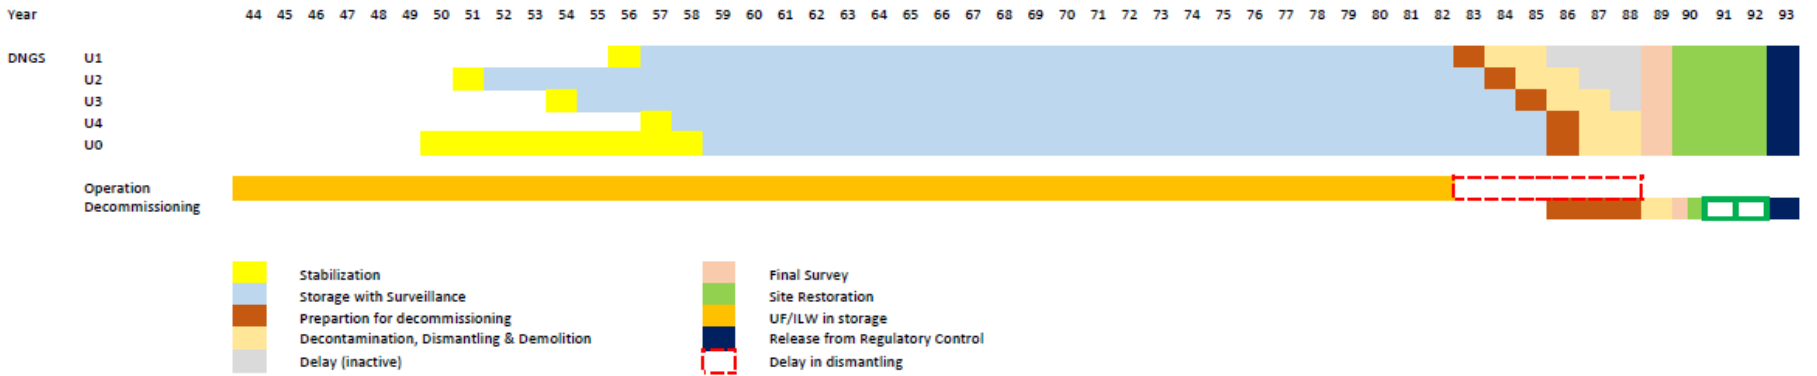 Year 44 45 46 47 48 49 50 51 52 53 54 55 56 57 58 59 60 61 62 63 64 65 66 67 68 69 70 71 72 73 74 75 76 77 78 79 80 81 82 83 84 85 86 87 88 89 90 91 92 93
DNGS U1
U2
U3
U4
U0
Operation
Decommissioning
Stabilization
Storage with Surveillance
Prepartion for decommissioning
Decontamination, Dismantling & Demolition
Delay (inactive)
Final Survey
Site Restoration
UF/ILW in storage
Release from Regulatory Control
Delay in dismantling